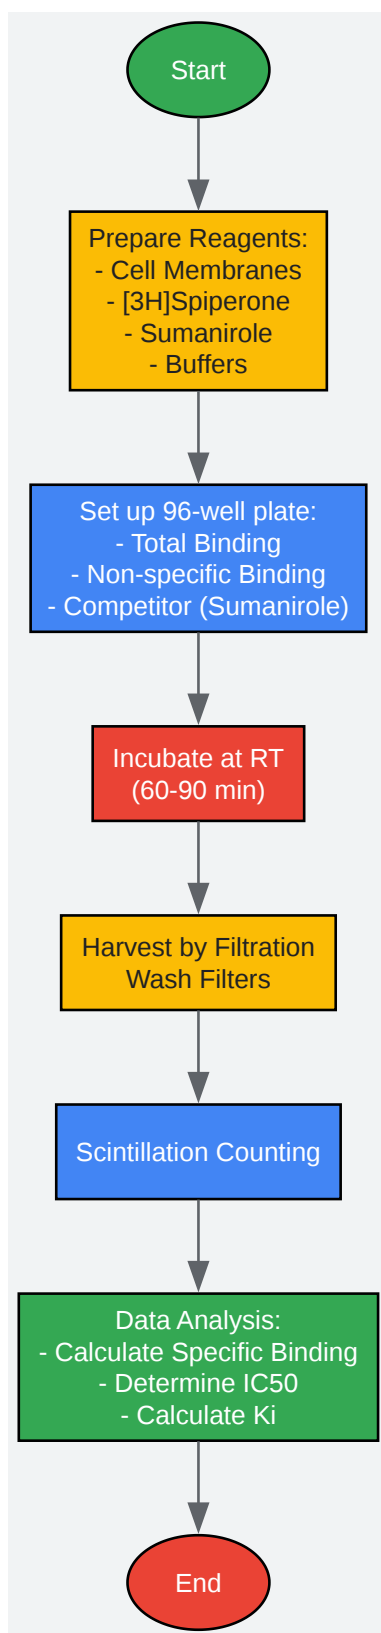 Start
Prepare Reagents:
- Cell Membranes
- [3H]Spiperone
- Sumanirole
- Buffers
Set up 96-well plate:
- Total Binding
- Non-specific Binding
- Competitor (Sumanirole)
Incubate at RT
(60-90 min)
Harvest by Filtration
Wash Filters
Scintillation Counting
Data Analysis:
- Calculate Specific Binding
- Determine IC50
- Calculate Ki
End